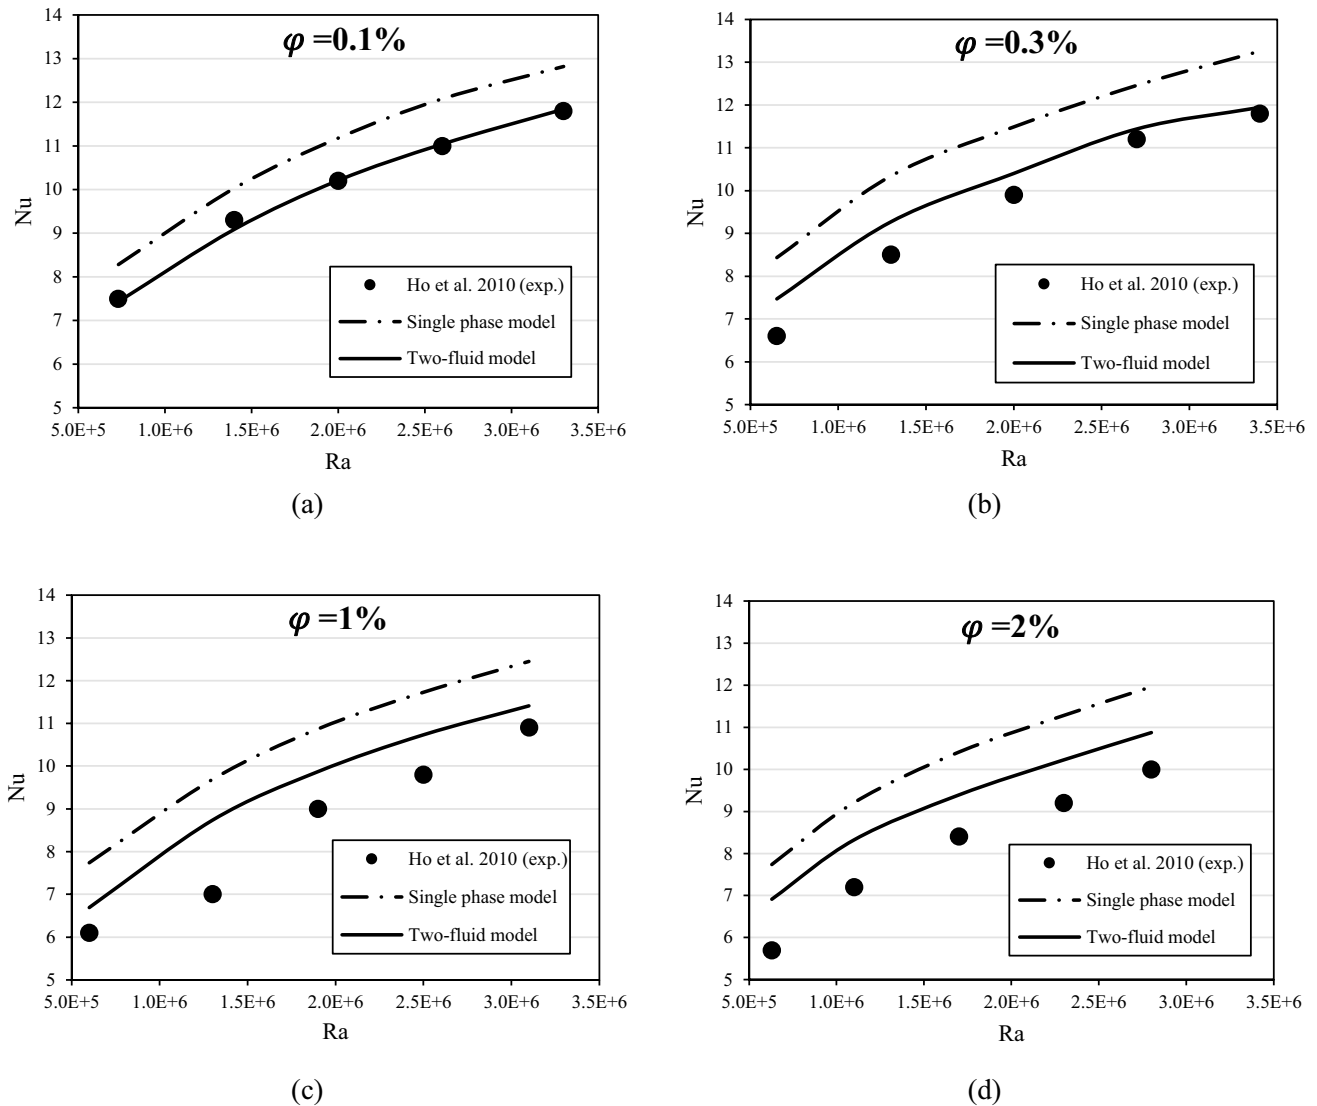 φ =0.1%
Nu
14
13
12
11
10
9
8
7
6
5
Ho et al. 2010 (exp.)
Single phase model
Two-fluid model
5.0E+5 1.0E+6 1.5E+6 2.0E+6 2.5E+6 3.0E+6 3.5E+6
Ra
(a)
φ =0.3%
Nu
14
13
12
11
10
9
8
7
6
5
Ho et al. 2010 (exp.)
Single phase model
Two-fluid model
5.0E+5 1.0E+6 1.5E+6 2.0E+6 2.5E+6 3.0E+6 3.5E+6
Ra
(b)
φ =1%
Nu
14
13
12
11
10
9
8
7
6
5
Ho et al. 2010 (exp.)
Single phase model
Two-fluid model
5.0E+5 1.0E+6 1.5E+6 2.0E+6 2.5E+6 3.0E+6 3.5E+6
Ra
(c)
φ =2%
Nu
14
13
12
11
10
9
8
7
6
5
Ho et al. 2010 (exp.)
Single phase model
Two-fluid model
5.0E+5 1.0E+6 1.5E+6 2.0E+6 2.5E+6 3.0E+6 3.5E+6
Ra
(d)